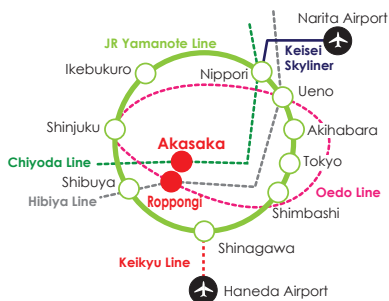 Narita Airport
JR Yamanote Line
Keisei
Skyliner
Nippori
Ikebukuro
Ueno
Shinjuku
Akihabara
Akasaka
Chiyoda Line
Tokyo
Shibuya
Oedo Line
Roppongi
Hibiya Line
Shimbashi
Shinagawa
Keikyu Line
Haneda Airport